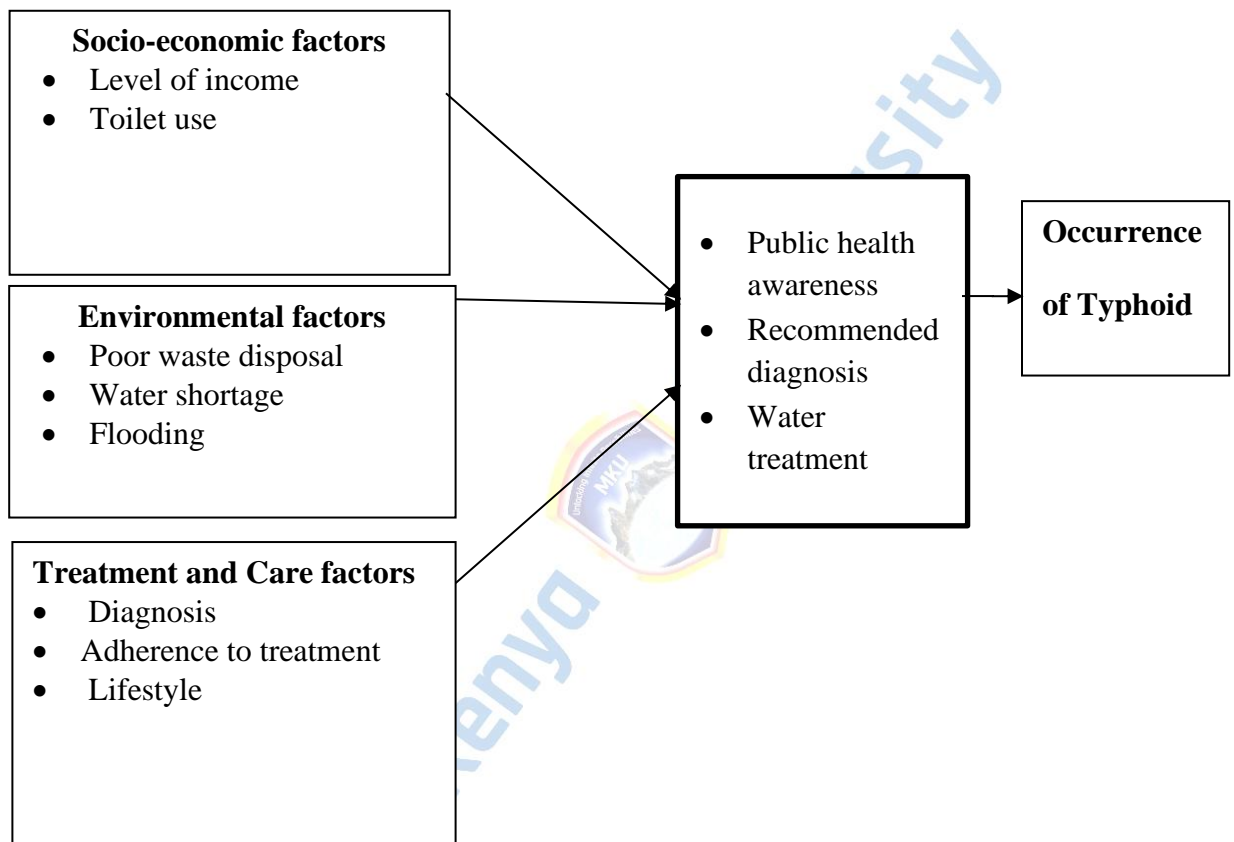 Socio-economic factors
• Level of income
• Toilet use
Environmental factors
• Poor waste disposal
• Water shortage
• Flooding
Treatment and Care factors
• Diagnosis
• Adherence to treatment
• Lifestyle
• Public health
awareness
• Recommended
diagnosis
• Water
treatment
Occurrence
of Typhoid
MKU